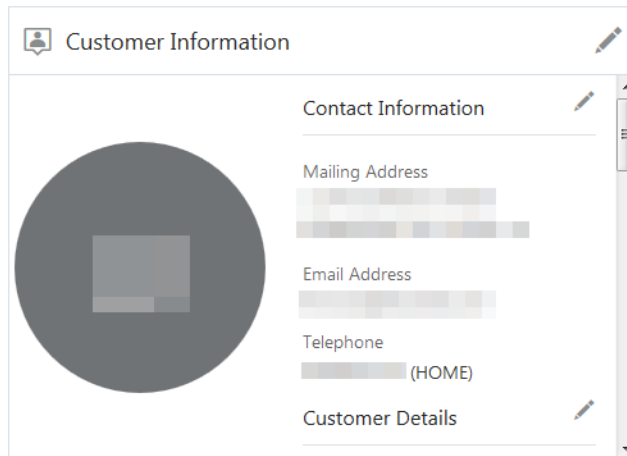 Customer Information
Contact Information
Mailing Address
Email Address
Telephone
(HOME)
Customer Details